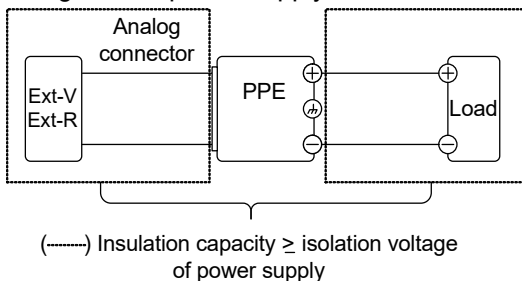 Analog
connector
Ext-V
Ext-R
PPE
Load
(---------) Insulation capacity ≥ isolation voltage
of power supply